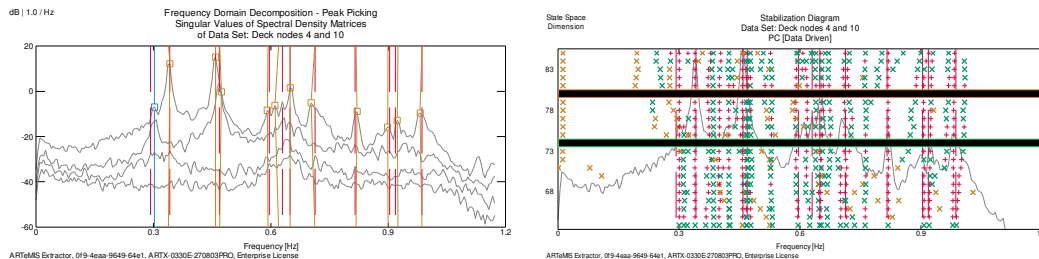 dB | 1.0 / Hz
Frequency Domain Decomposition - Peak Picking
Singular Values of Spectral Density Matrices
of Data Set: Deck nodes 4 and 10
20
0
-20
-40
-60
0
0.3
0.6
0.9
1.2
Frequency [Hz]
ARTeMIS Extractor, 0f9-4eaa-9649-64e1, ARTX-0330E-270803PRO, Enterprise License
State Space
Dimension
Stabilization Diagram
Data Set: Deck nodes 4 and 10
PC [Data Driven]
83
78
73
68
0
0.3
0.6
0.9
Frequency [Hz]
ARTeMIS Extractor, 0f9-4eaa-9649-64e1, ARTX-0330E-270803PRO, Enterprise License